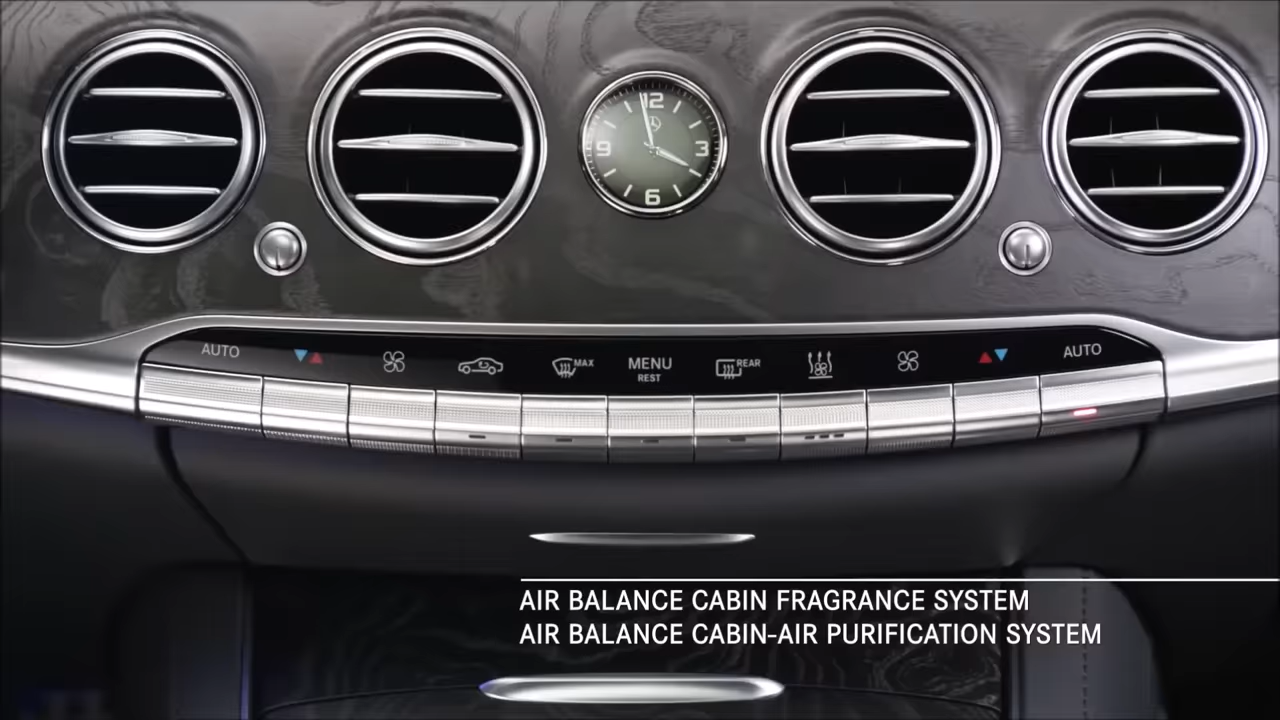 12
9 3
6
AUTO MAX MENU REAR AUTO
REST
AIR BALANCE CABIN FRAGRANCE SYSTEM
AIR BALANCE CABIN-AIR PURIFICATION SYSTEM